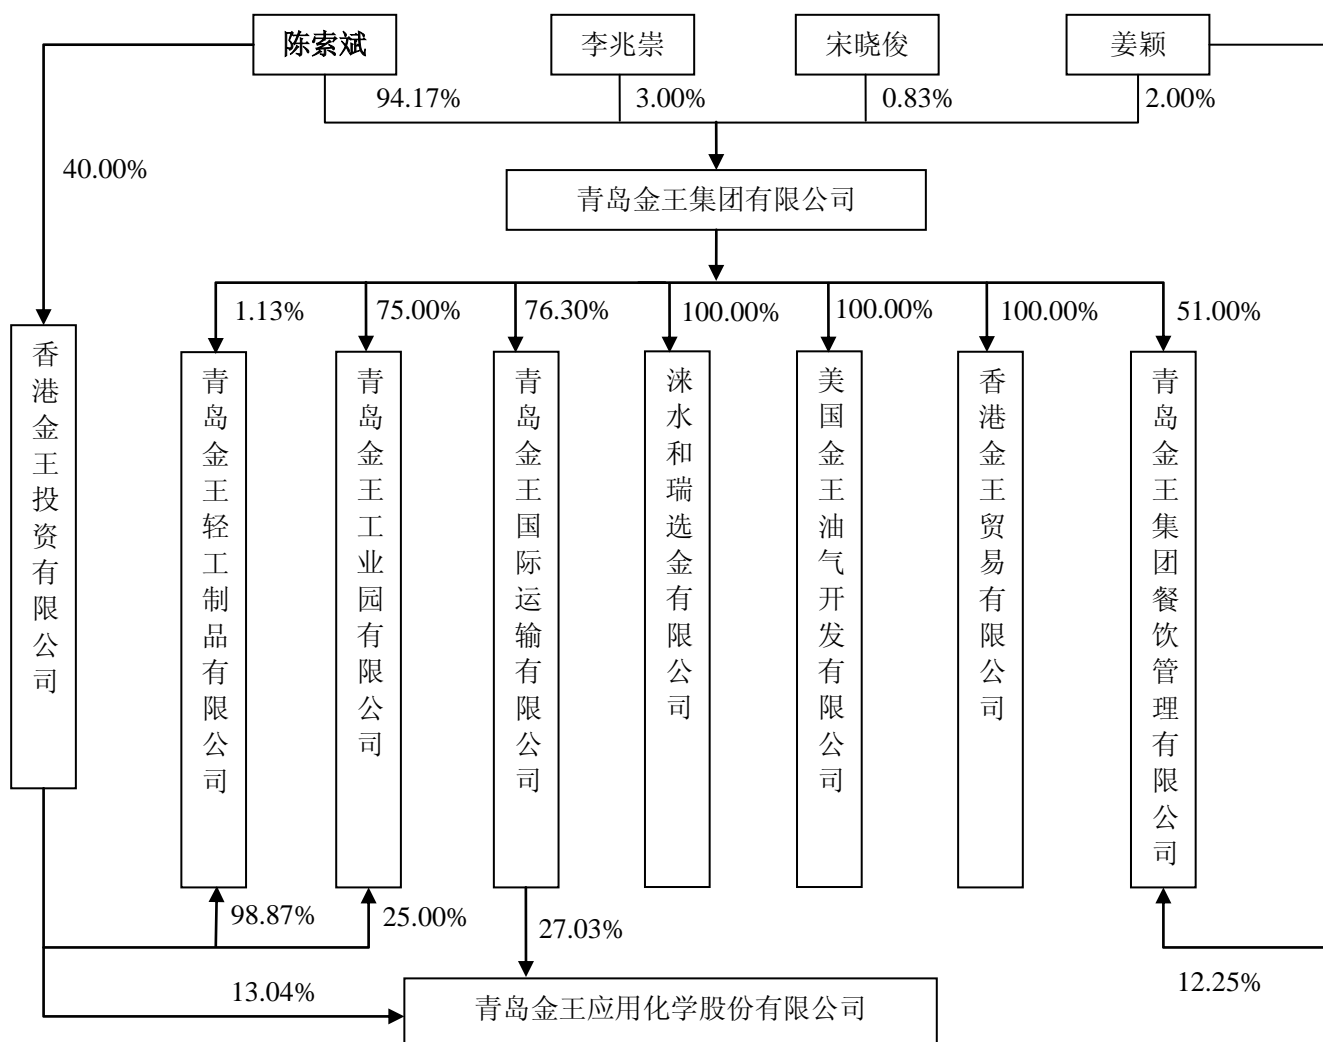 陈索斌
李兆崇
宋晓俊
姜颖
94.17%
3.00%
0.83%
2.00%
40.00%
青岛金王集团有限公司
1.13%
75.00%
76.30%
100.00%
100.00%
100.00%
51.00%
香港金王投资有限公司
青岛金王轻工制品有限公司
青岛金王工业园有限公司
青岛金王国际运输有限公司
涞水和瑞选金有限公司
美国金王油气开发有限公司
香港金王贸易有限公司
青岛金王集团餐饮管理有限公司
98.87%
25.00%
27.03%
12.25%
13.04%
青岛金王应用化学股份有限公司